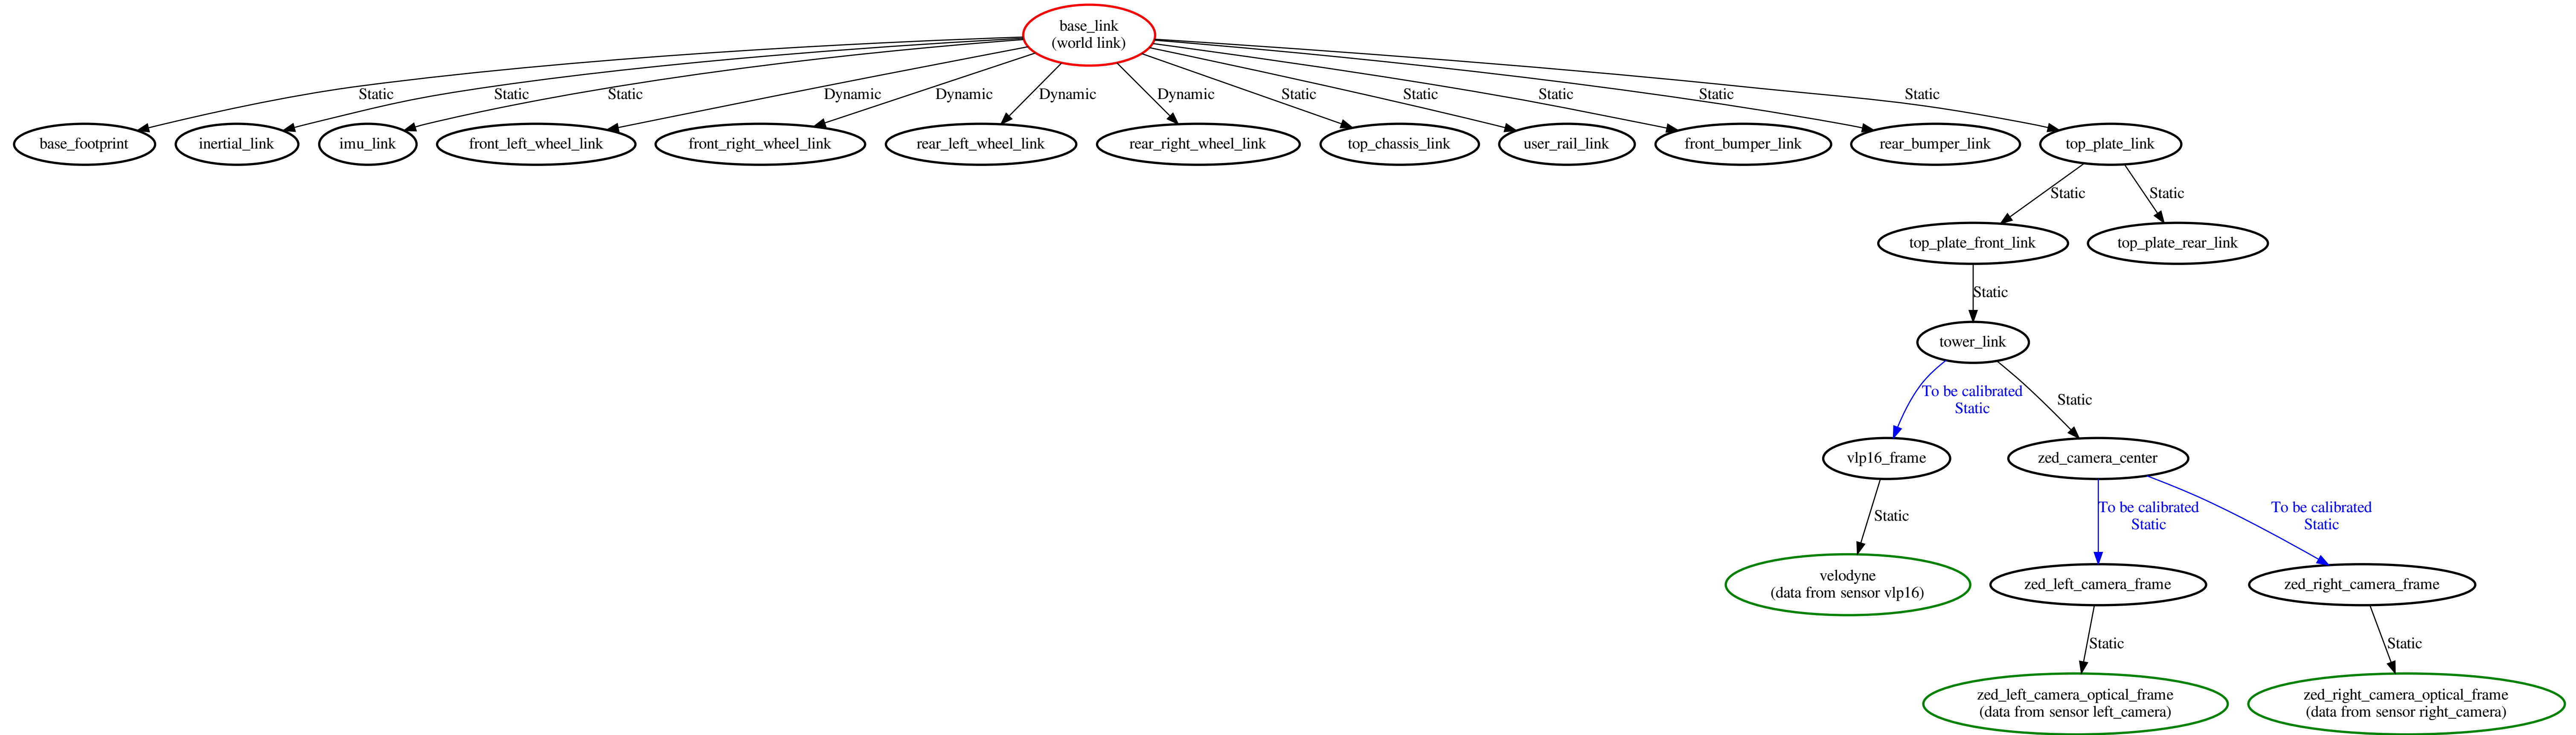 base_link
(world link)
Static
Static
Static
Dynamic
Dynamic
Dynamic
Dynamic
Static
Static
Static
Static
Static
base_footprint
inertial_link
imu_link
front_left_wheel_link
front_right_wheel_link
rear_left_wheel_link
rear_right_wheel_link
top_chassis_link
user_rail_link
front_bumper_link
rear_bumper_link
top_plate_link
Static
Static
top_plate_front_link
top_plate_rear_link
Static
tower_link
To be calibrated
Static
Static
vlp16_frame
zed_camera_center
Static
To be calibrated
Static
To be calibrated
Static
velodyne
(data from sensor vlp16)
zed_left_camera_frame
zed_right_camera_frame
Static
Static
zed_left_camera_optical_frame
(data from sensor left_camera)
zed_right_camera_optical_frame
(data from sensor right_camera)